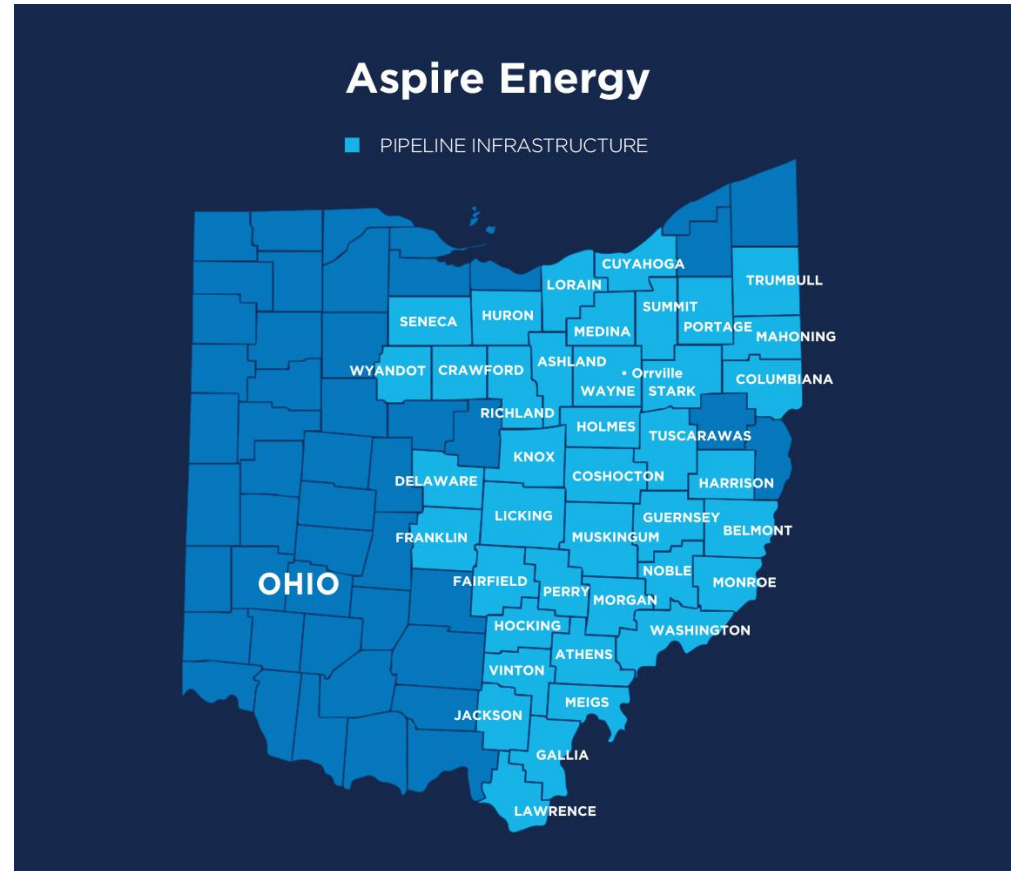 Aspire Energy
PIPELINE INFRASTRUCTURE
CUYAHOGA
TRUMBULL
LORAIN
SUMMIT
HURON
SENECA
PORTAGE
MEDINA
MAHONING
ASHLAND
WYANDOT
CRAWFORD
• Orrville
COLUMBIANA
WAYNE
STARK
RICHLAND
HOLMES
TUSCARAWAS
KNOX
COSHOCTON
DELAWARE
HARRISON
LICKING
GUERNSEY
BELMONT
FRANKLIN
MUSKINGUM
NOBLE
FAIRFIELD
MONROE
OHIO
PERRY
MORGAN
HOCKING
WASHINGTON
ATHENS
VINTON
MEIGS
JACKSON
GALLIA
LAWRENCE